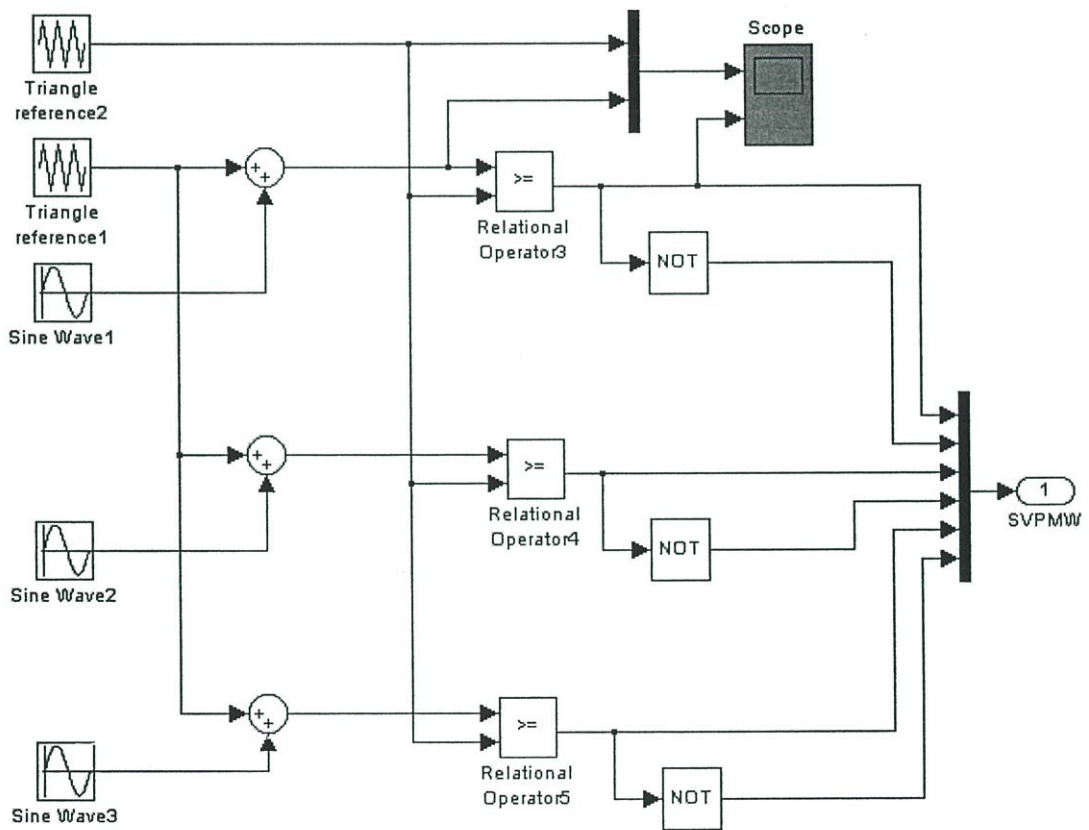 Scope
Triangle
reference2
Triangle
reference1
>=
Relational
Operator3
NOT
Sine Wave1
>=
Relational
Operator4
NOT
1
SVPMW
Sine Wave2
>=
Relational
Operator5
NOT
Sine Wave3